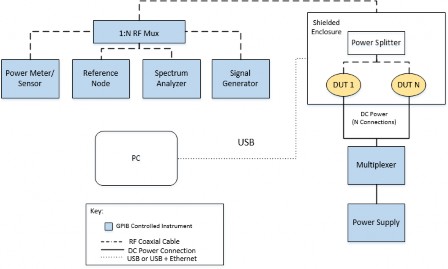 1:N RF Mux
Shielded
Enclosure
Power Splitter
Power Meter/
Sensor
Reference
Node
Spectrum
Analyzer
Signal
Generator
DUT 1
DUT N
DC Power
(N Connections)
USB
PC
Multiplexer
Power Supply
Key:
GPIB Controlled Instrument
RF Coaxial Cable
DC Power Connection
USB or USB + Ethernet